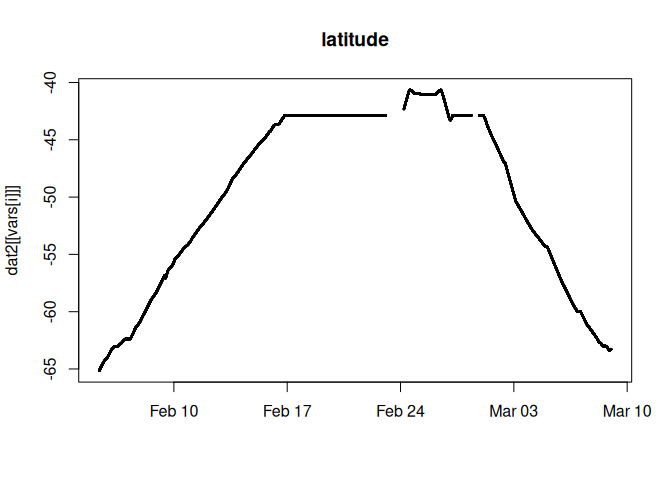 latitude
dat2[[vars[i]]]
-40
-45
-50
-55
-60
-65
Feb 10
Feb 17
Feb 24
Mar 03
Mar 10